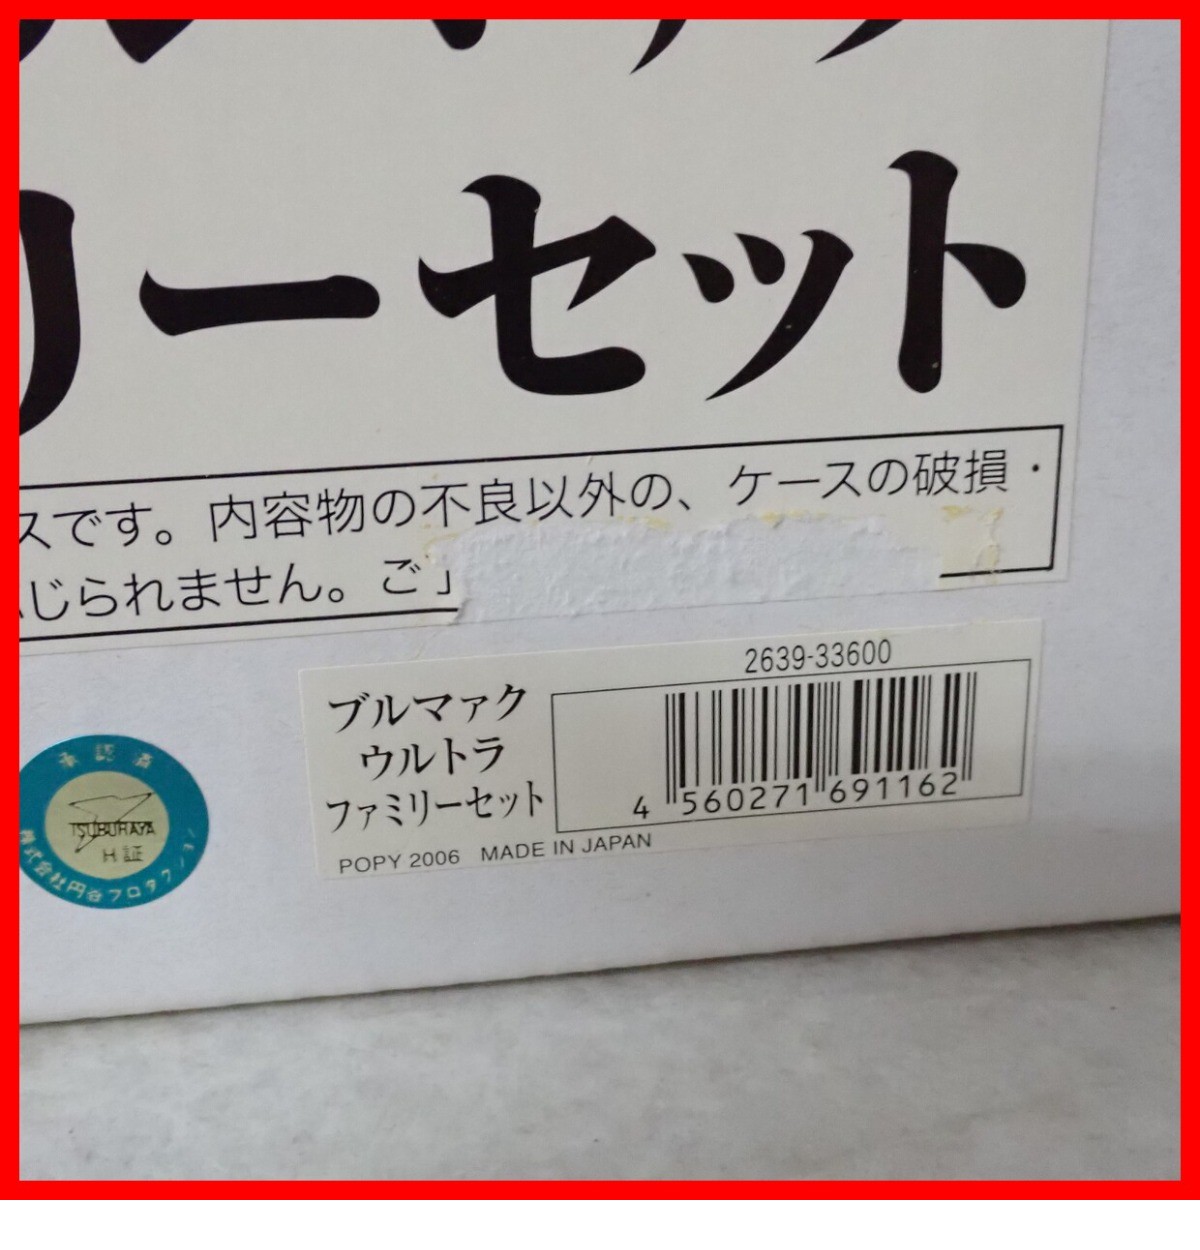 リーセット
スです。内容物の不良以外の、ケースの破損・
じられません。ご
2639-33600
ブルマァク
ウルトラ
ファミリーセット
4 560271 691162
POPY 2006 MADE IN JAPAN
承認済
TSUBURAYA
証
株式会社円谷プロダクション